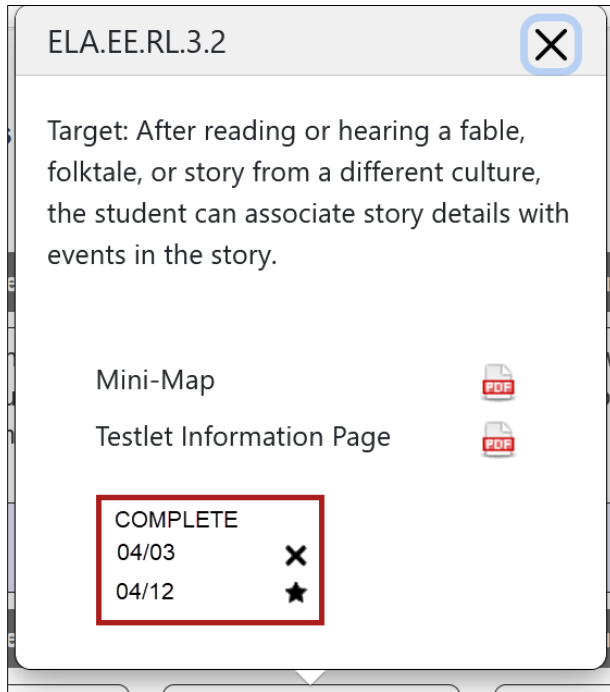 ELA.EE.RL.3.2
Target: After reading or hearing a fable,
folktale, or story from a different culture,
the student can associate story details with
events in the story.
Mini-Map
PDF
Testlet Information Page
PDF
COMPLETE
04/03
04/12